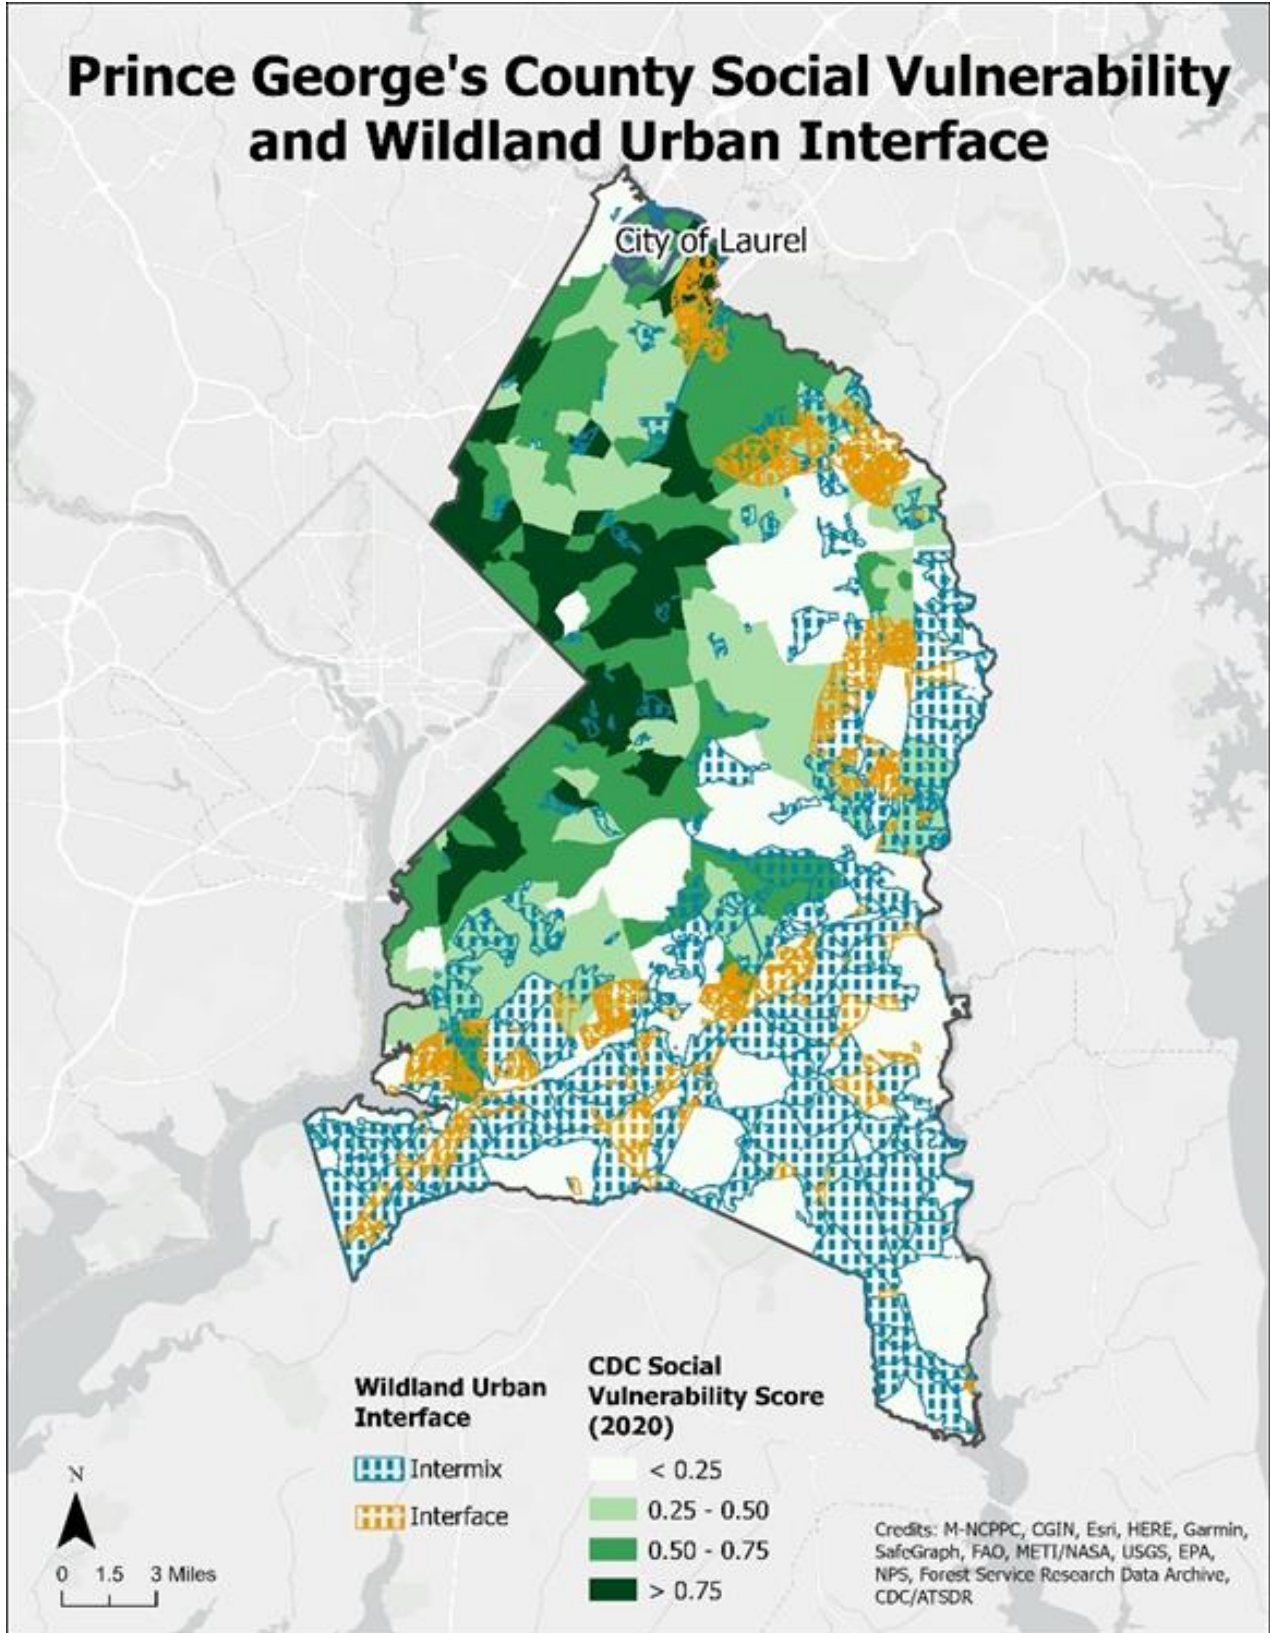 Prince George's County Social Vulnerability
and Wildland Urban Interface
City of Laurel
Wildland Urban
Interface
Intermix
Interface
CDC Social
Vulnerability Score
(2020)
< 0.25
0.25 - 0.50
0.50 - 0.75
> 0.75
N
0 1.5 3 Miles
Credits: M-NCPPC, CGIN, Esri, HERE, Garmin,
SafeGraph, FAO, METI/NASA, USGS, EPA,
NPS, Forest Service Research Data Archive,
CDC/ATSDR